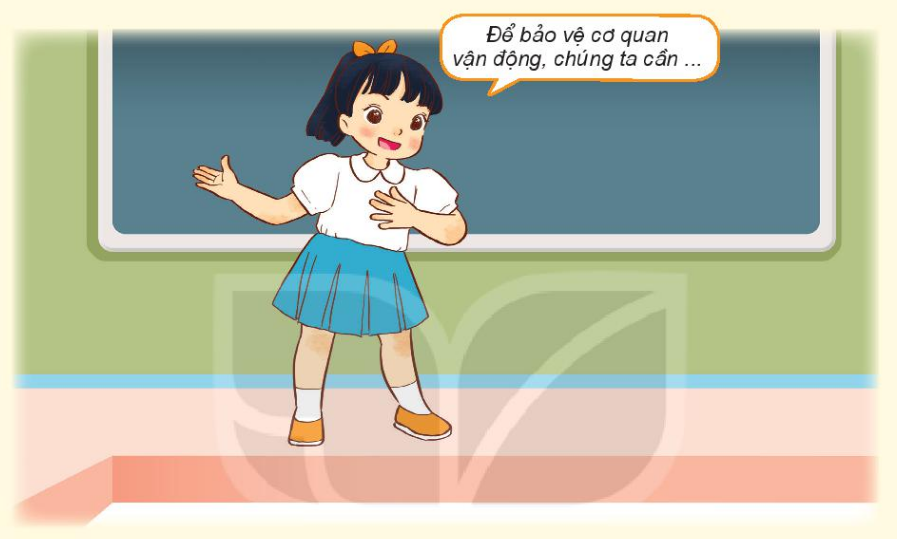 Để bảo vệ cơ quan
vận động, chúng ta cần ...